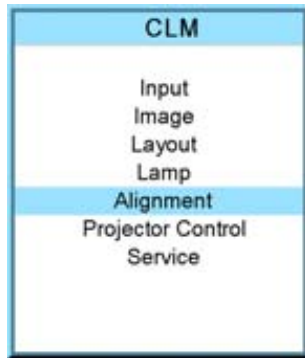 CLM
Input
Image
Layout
Lamp
Alignment
Projector Control
Service